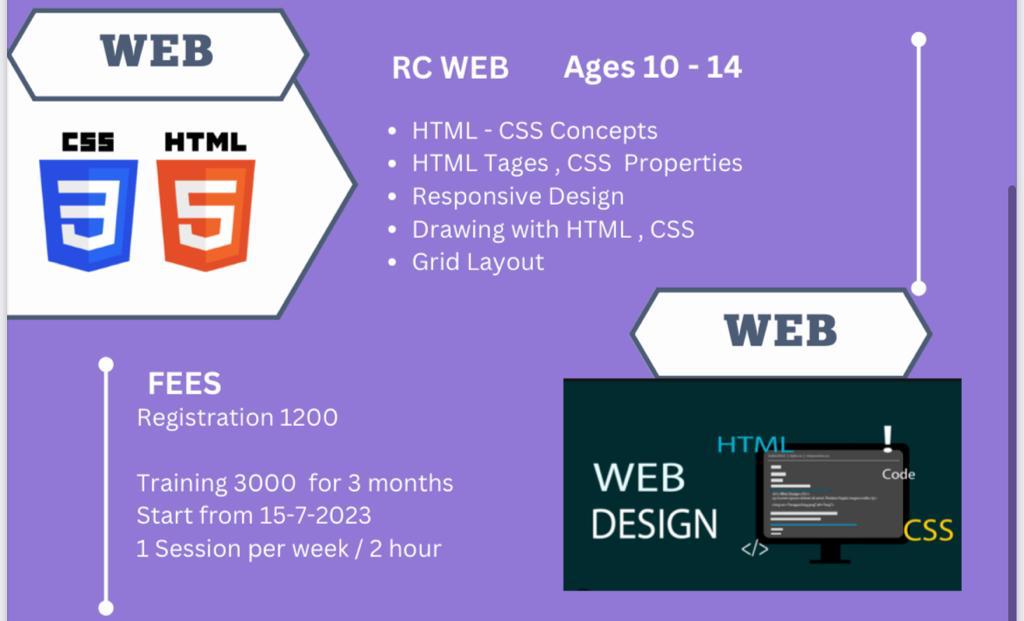 WEB
CSS HTML
3 5
RC WEB Ages 10 - 14
• HTML - CSS Concepts
• HTML Tages , CSS Properties
• Responsive Design
• Drawing with HTML , CSS
• Grid Layout
WEB
FEES
Registration 1200
Training 3000 for 3 months
Start from 15-7-2023
1 Session per week / 2 hour
HTML
!
Code
WEB
DESIGN
CSS
</>